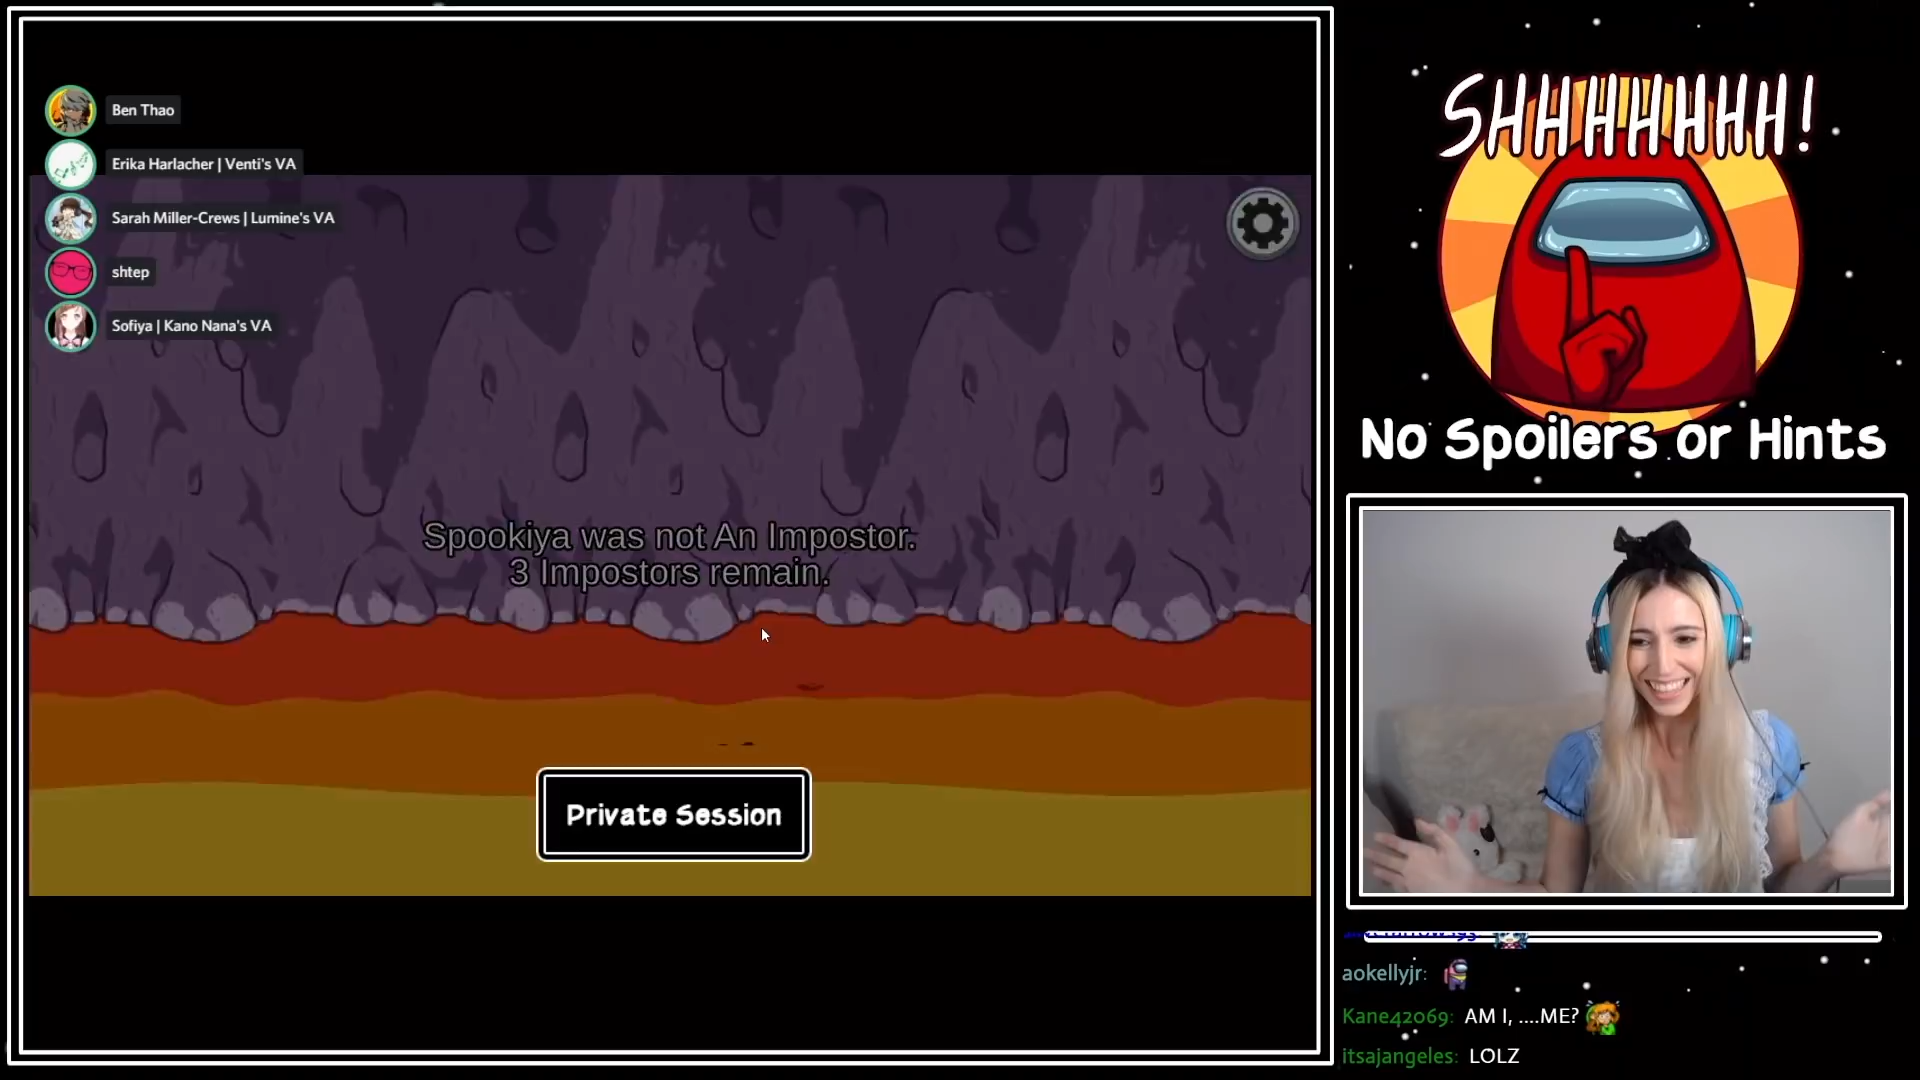 Ben Thao
Erika Harlacher | Venti's VA
Sarah Miller-Crews | Lumine's VA
shtep
Sofiya | Kano Nana's VA
Spookiya was not An Impostor.
3 Impostors remain.
Private Session
SHHHHHHH!
No Spoilers or Hints
aokellyjr:
Kane42069: AM I, ....ME?
itsajangeles: LOLZ